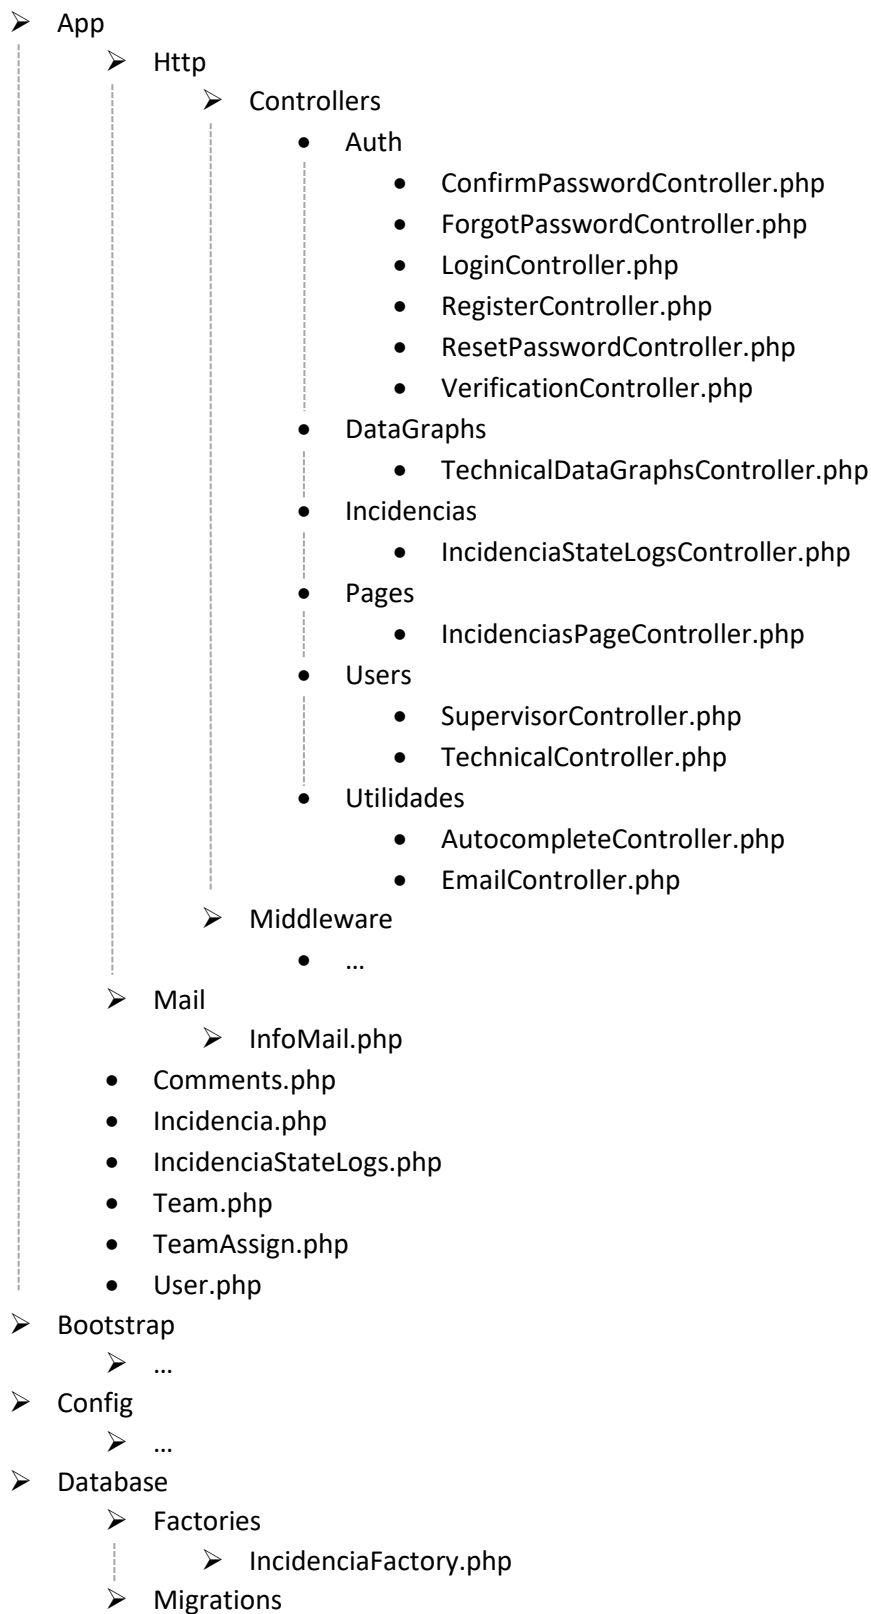 ➢ App
➢ Http
➢ Controllers
• Auth
• ConfirmPasswordController.php
• ForgotPasswordController.php
• LoginController.php
• RegisterController.php
• ResetPasswordController.php
• VerificationController.php
• DataGraphs
• TechnicalDataGraphsController.php
• Incidencias
• IncidenciaStateLogsController.php
• Pages
• IncidenciasPageController.php
• Users
• SupervisorController.php
• TechnicalController.php
• Utilidades
• AutocompleteController.php
• EmailController.php
➢ Middleware
• …
➢ Mail
➢ InfoMail.php
• Comments.php
• Incidencia.php
• IncidenciaStateLogs.php
• Team.php
• TeamAssign.php
• User.php
➢ Bootstrap
➢ …
➢ Config
➢ …
➢ Database
➢ Factories
➢ IncidenciaFactory.php
➢ Migrations